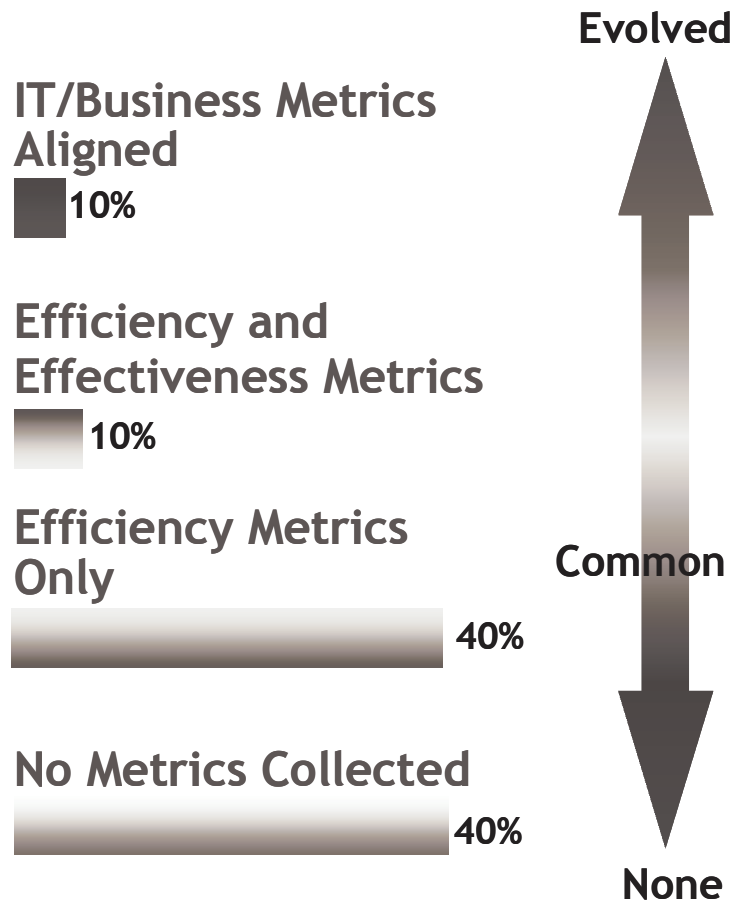 Evolved
IT/Business Metrics
Aligned
10%
Efficiency and
Effectiveness Metrics
10%
Efficiency Metrics
Only
Common
40%
No Metrics Collected
40%
None